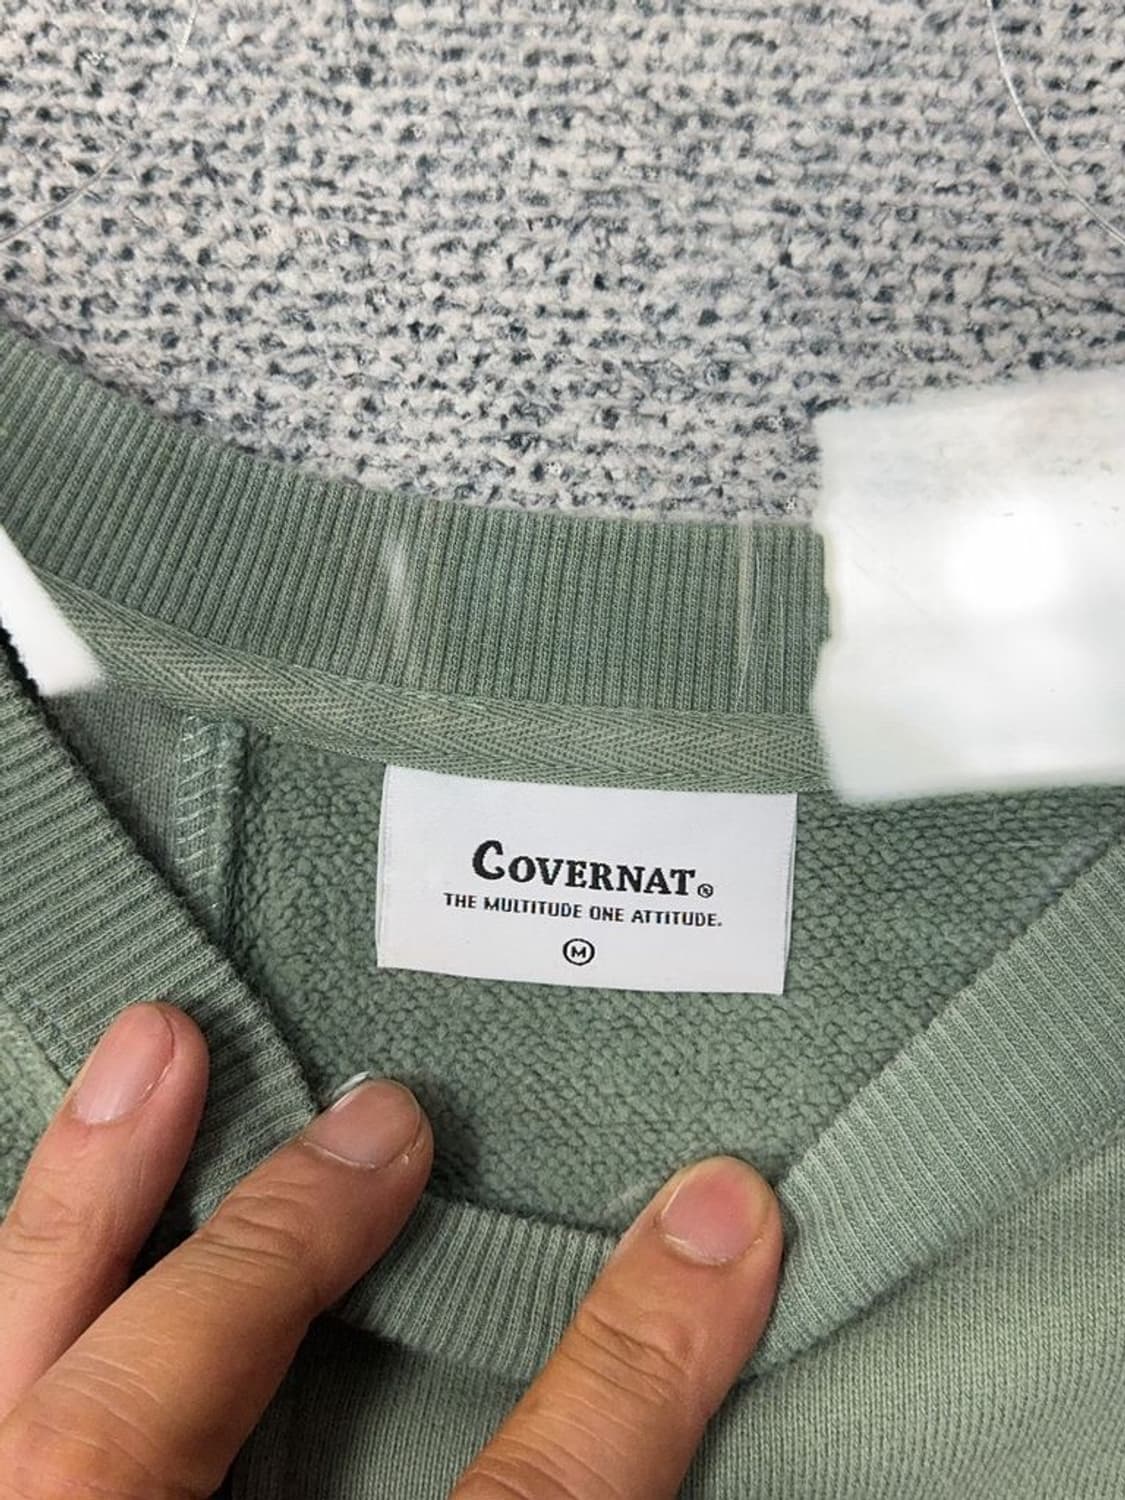 COVERNAT®
THE MULTITUDE ONE ATTITUDE.
M